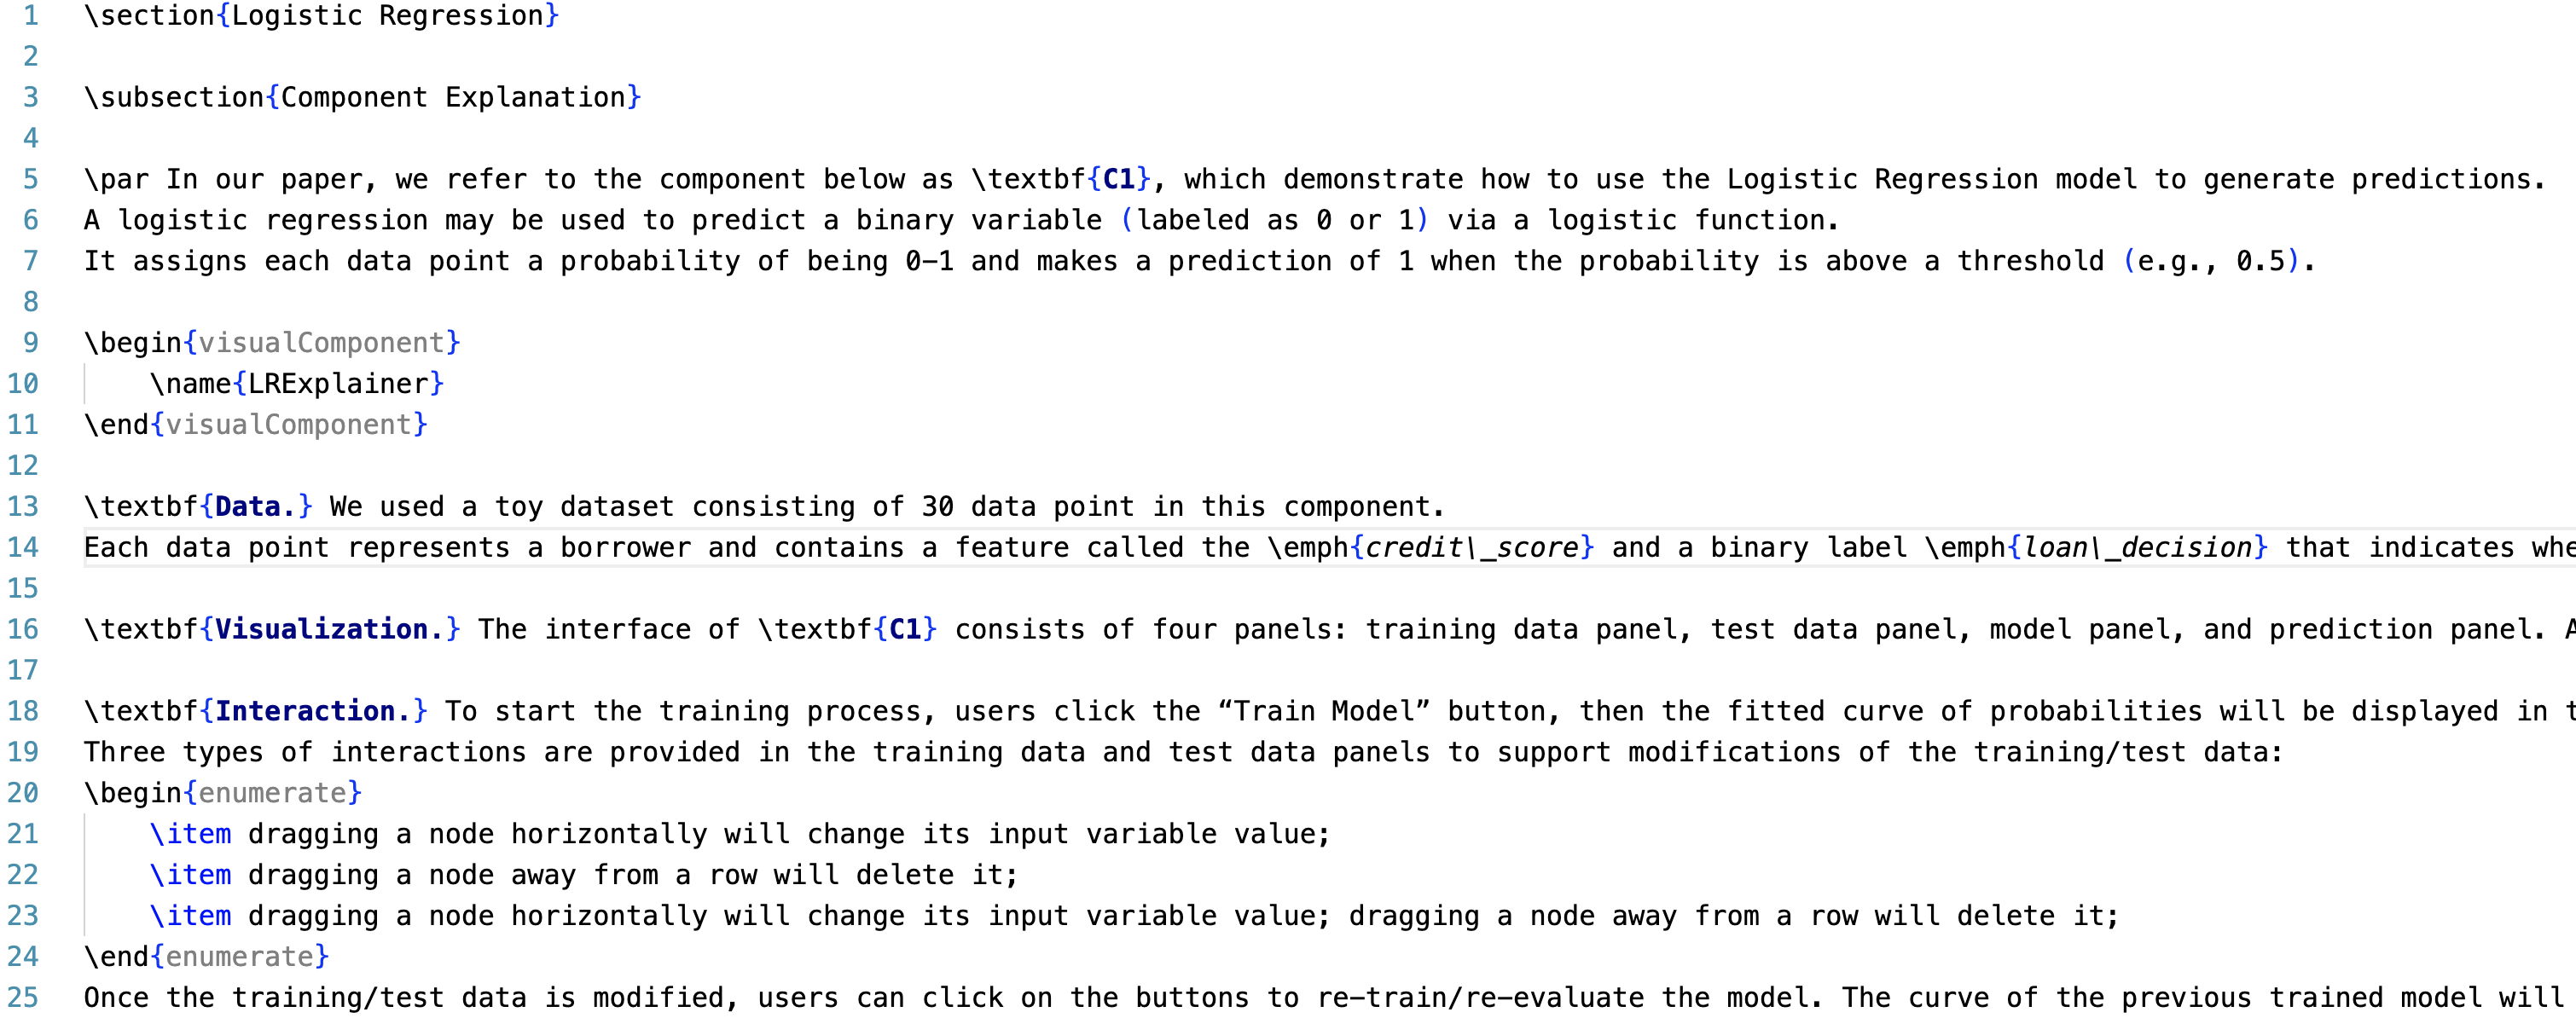 1 \section{Logistic Regression}
2
3 \subsection{Component Explanation}
4
5 \par In our paper, we refer to the component below as \textbf{C1}, which demonstrate how to use the Logistic Regression model to generate predictions.
6 A logistic regression may be used to predict a binary variable (labeled as 0 or 1) via a logistic function.
7 It assigns each data point a probability of being 0-1 and makes a prediction of 1 when the probability is above a threshold (e.g., 0.5).
8
9 \begin{visualComponent}
10 \name{LRExplainer}
11 \end{visualComponent}
12
13 \textbf{Data.} We used a toy dataset consisting of 30 data point in this component.
14 Each data point represents a borrower and contains a feature called the \emph{credit\_score} and a binary label \emph{loan\_decision} that indicates
15
16 \textbf{Visualization.} The interface of \textbf{C1} consists of four panels: training data panel, test data panel, model panel, and prediction panel.
17
18 \textbf{Interaction.} To start the training process, users click the “Train Model” button, then the fitted curve of probabilities will be displayed in
19 Three types of interactions are provided in the training data and test data panels to support modifications of the training/test data:
20 \begin{enumerate}
21 \item dragging a node horizontally will change its input variable value;
22 \item dragging a node away from a row will delete it;
23 \item dragging a node horizontally will change its input variable value; dragging a node away from a row will delete it;
24 \end{enumerate}
25 Once the training/test data is modified, users can click on the buttons to re-train/re-evaluate the model. The curve of the previous trained model will